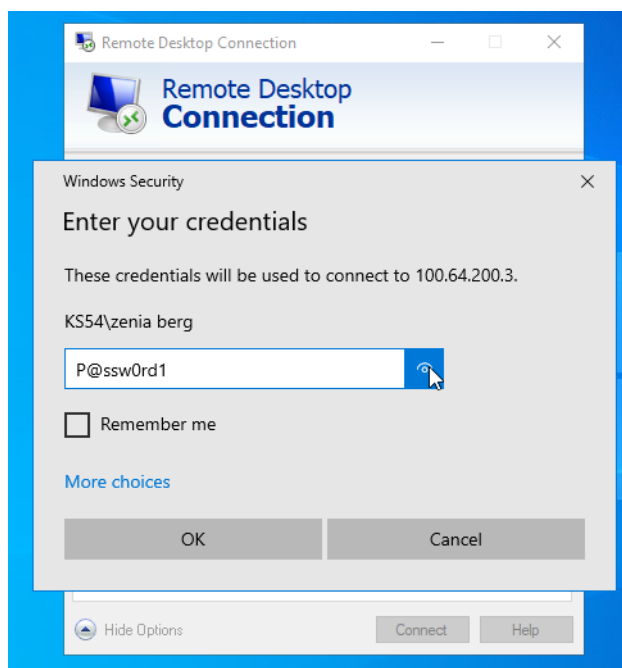 Remote Desktop Connection
Remote Desktop
Connection
Windows Security
Enter your credentials
These credentials will be used to connect to 100.64.200.3.
KS54\zenia berg
P@ssw0rd1
Remember me
More choices
OK Cancel
Hide Options Connect Help